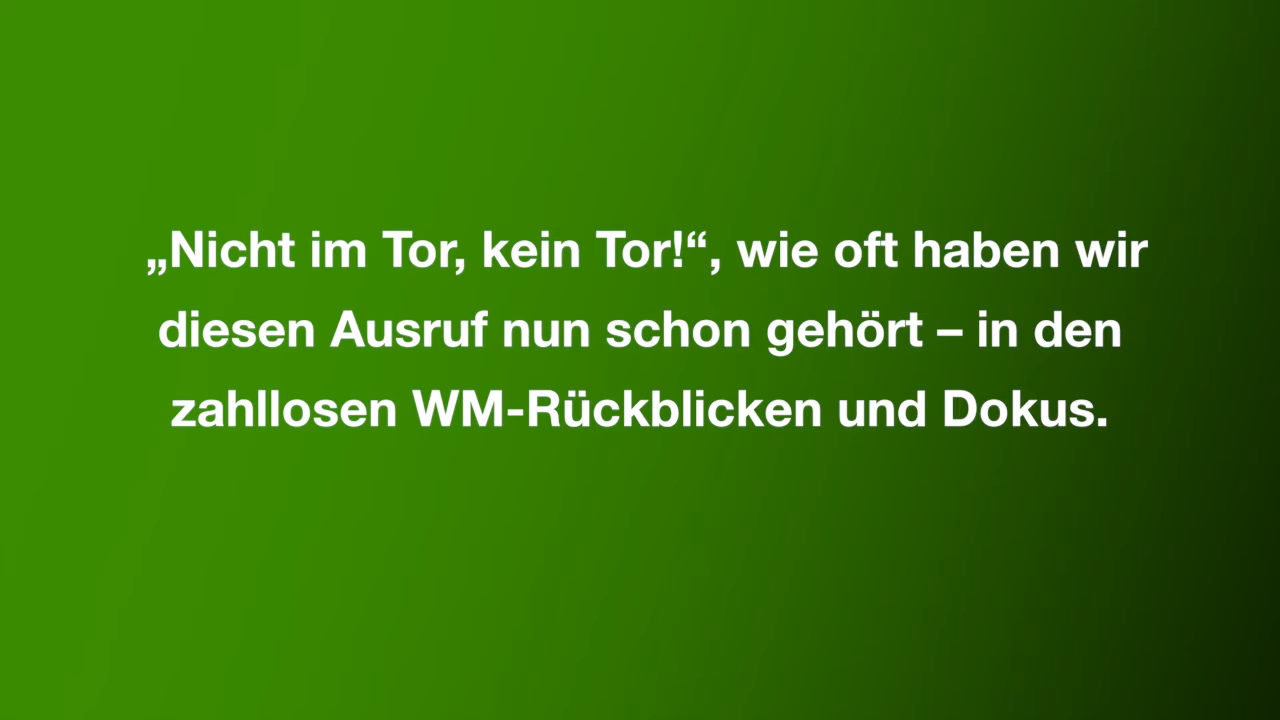 „Nicht im Tor, kein Tor!“, wie oft haben wir
diesen Ausruf nun schon gehört – in den
zahllosen WM-Rückblicken und Dokus.